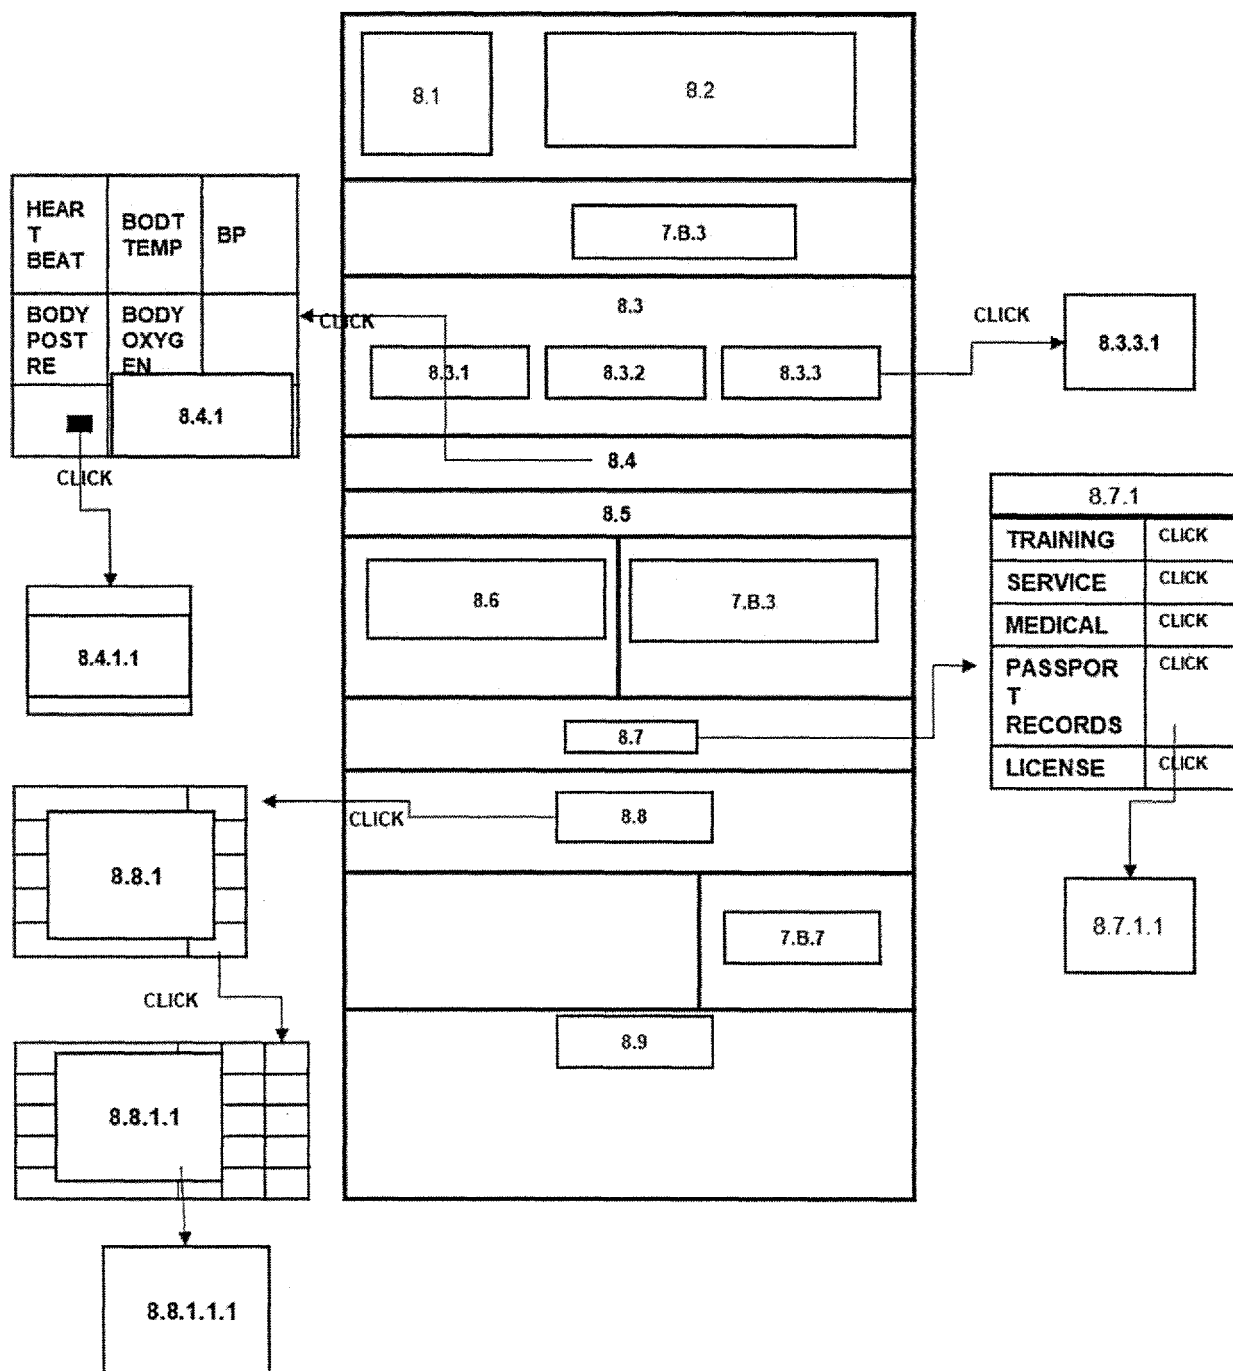 8.1
8.2
HEAR
T
BEAT
BODT
TEMP
BP
7.B.3
BODY
POST
RE
BODY
OXYG
EN
8.3
CLICK
CLICK
8.3.3.1
8.3.1
8.3.2
8.3.3
8.4.1
8.4
CLICK
8.5
8.7.1
TRAINING
CLICK
SERVICE
CLICK
MEDICAL
CLICK
PASSPOR
T
RECORDS
CLICK
LICENSE
CLICK
8.6
7.B.3
8.4.1.1
8.7
8.8
CLICK
8.8.1
7.B.7
8.7.1.1
CLICK
8.9
8.8.1.1
8.8.1.1.1